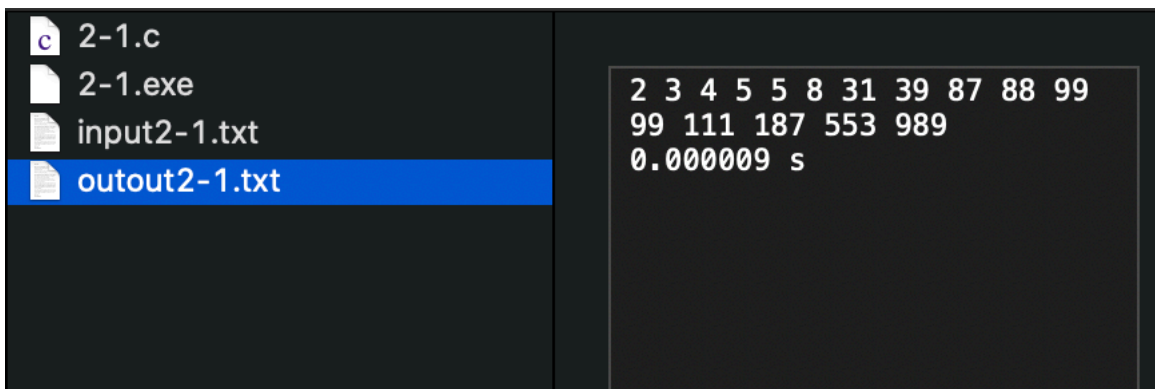 2-1.c
2-1.exe
input2-1.txt
outout2-1.txt
2 3 4 5 5 8 31 39 87 88 99
99 111 187 553 989
0.000009 s